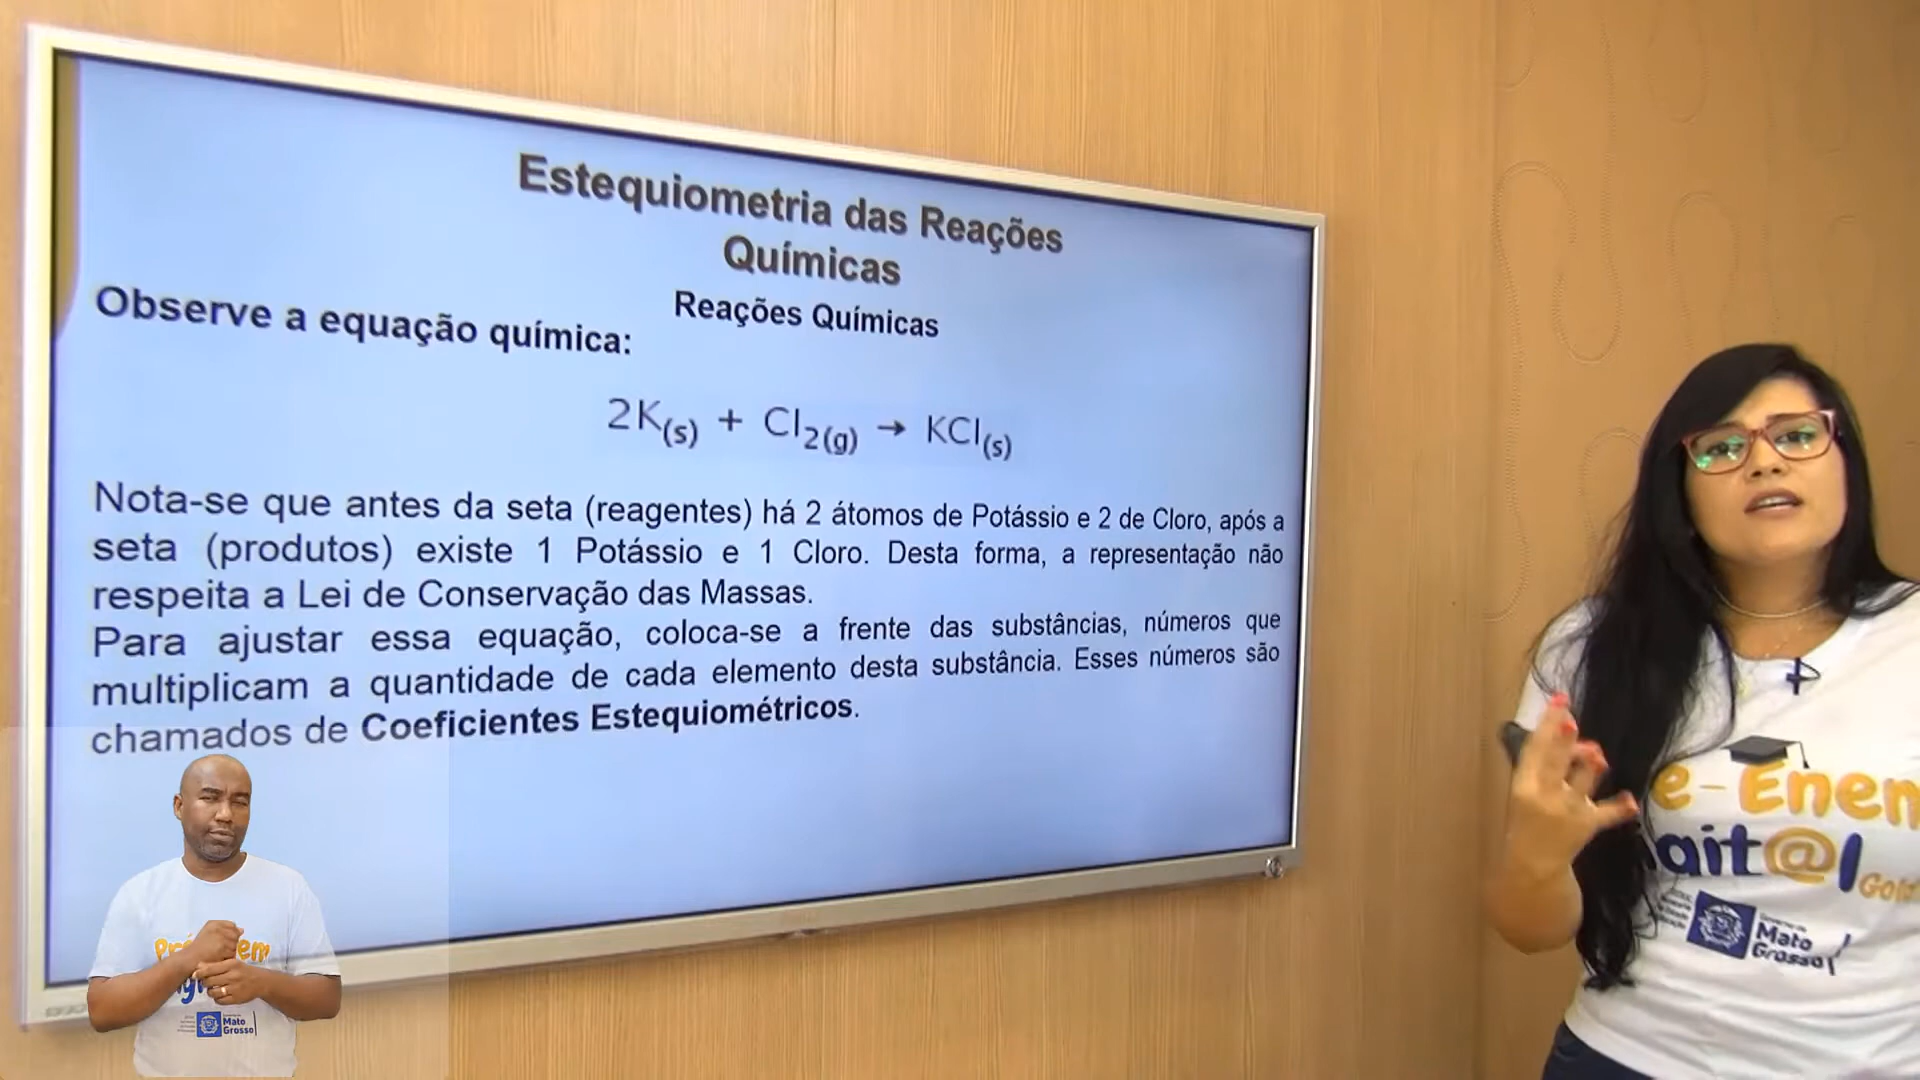 Estequiometria das Reações
Químicas
Reações Químicas
Observe a equação química:
2K(s) + Cl2(g) → KCl(s)
Nota-se que antes da seta (reagentes) há 2 átomos de Potássio e 2 de Cloro, após a
seta (produtos) existe 1 Potássio e 1 Cloro. Desta forma, a representação não
respeita a Lei de Conservação das Massas.
Para ajustar essa equação, coloca-se a frente das substâncias, números que
multiplicam a quantidade de cada elemento desta substância. Esses números são
chamados de Coeficientes Estequiométricos.
e-Enem
git@l
Mato
Grosso
Mato
Grosso